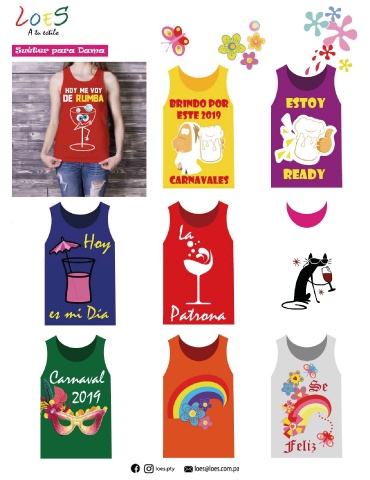 LOES
A tu estilo
Suéter para Dama
HOY ME VOY
DE RUMBA
BRINDO POR
ESTE 2019
CARNAVALES
ESTOY
READY
Hoy
es mi Día
La
Patrona
Carnaval
2019
Se
Feliz
loes.pty
loes@loes.com.pa